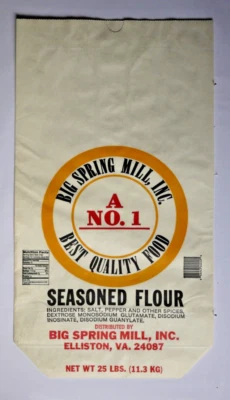 BIG SPRING MILL, INC.
A
NO. 1
BEST QUALITY FOOD
SEASONED FLOUR
INGREDIENTS: SALT, PEPPER AND OTHER SPICES,
DEXTROSE, MONOSODIUM GLUTAMATE, DISODIUM
INOSINATE, DISODIUM GUANYLATE.
DISTRIBUTED BY
BIG SPRING MILL, INC.
ELLISTON, VA. 24087
NET WT 25 LBS. (11.3 KG)